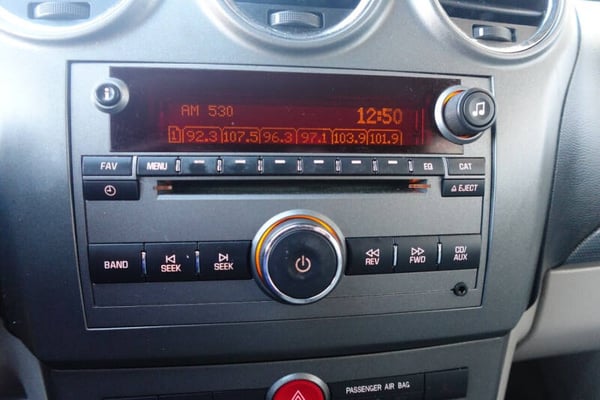 AM 530 12:50
1 92.3 107.5 96.3 97.1 103.9 101.9
FAV MENU EQ CAT
EJECT
BAND SEEK SEEK REV FWD CD/
AUX
PASSENGER AIR BAG